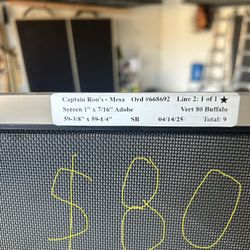 Captain Ron's - Mesa Ord #668692 Line 2: 1 of 1 ★
Screen 1" x 7/16" Adobe Vert 80 Buffalo
59-3/8" x 59-1/4" SB 04/14/25 Total: 9
$80